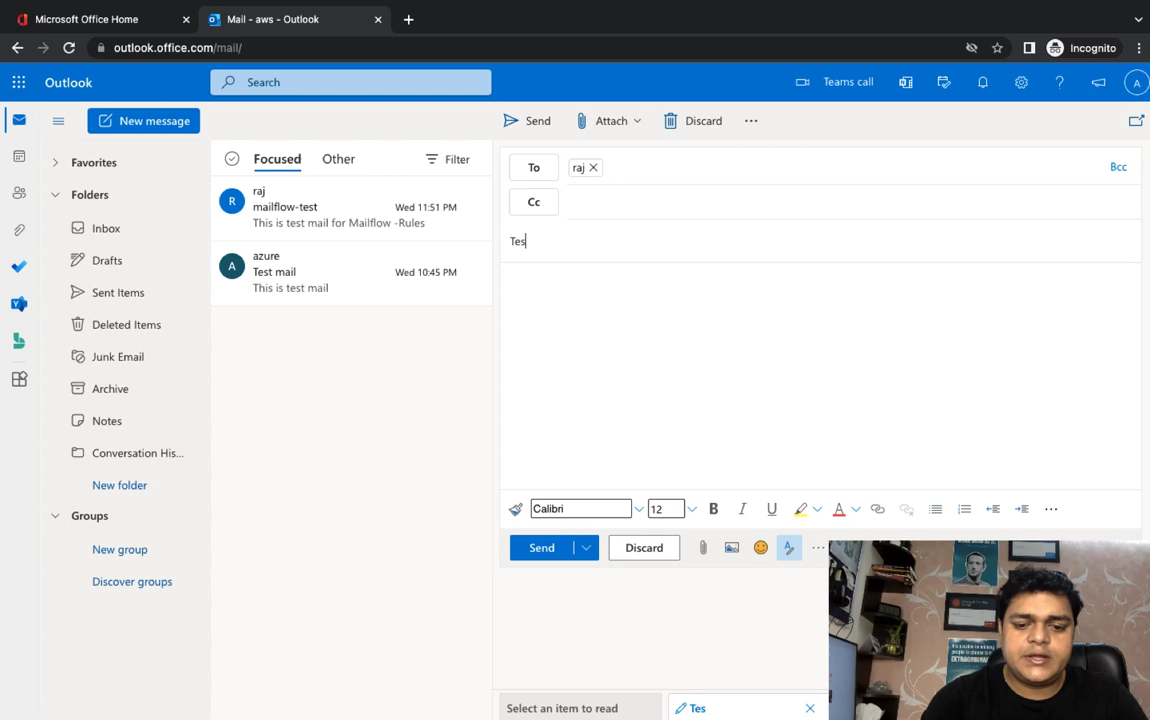 Microsoft Office Home
Mail - aws - Outlook
outlook.office.com/mail/
Incognito
Outlook
Search
Teams call
A
New message
Send
Attach
Discard
Favorites
Focused
Other
Filter
To
raj
Bcc
Folders
R
raj
mailflow-test
Wed 11:51 PM
This is test mail for Mailflow -Rules
Cc
Inbox
Tes
Drafts
A
azure
Test mail
Wed 10:45 PM
This is test mail
Sent Items
Deleted Items
Junk Email
Archive
Notes
Conversation His...
New folder
Groups
Calibri
12
B
I
U
A
New group
Send
Discard
Discover groups
Select an item to read
Tes